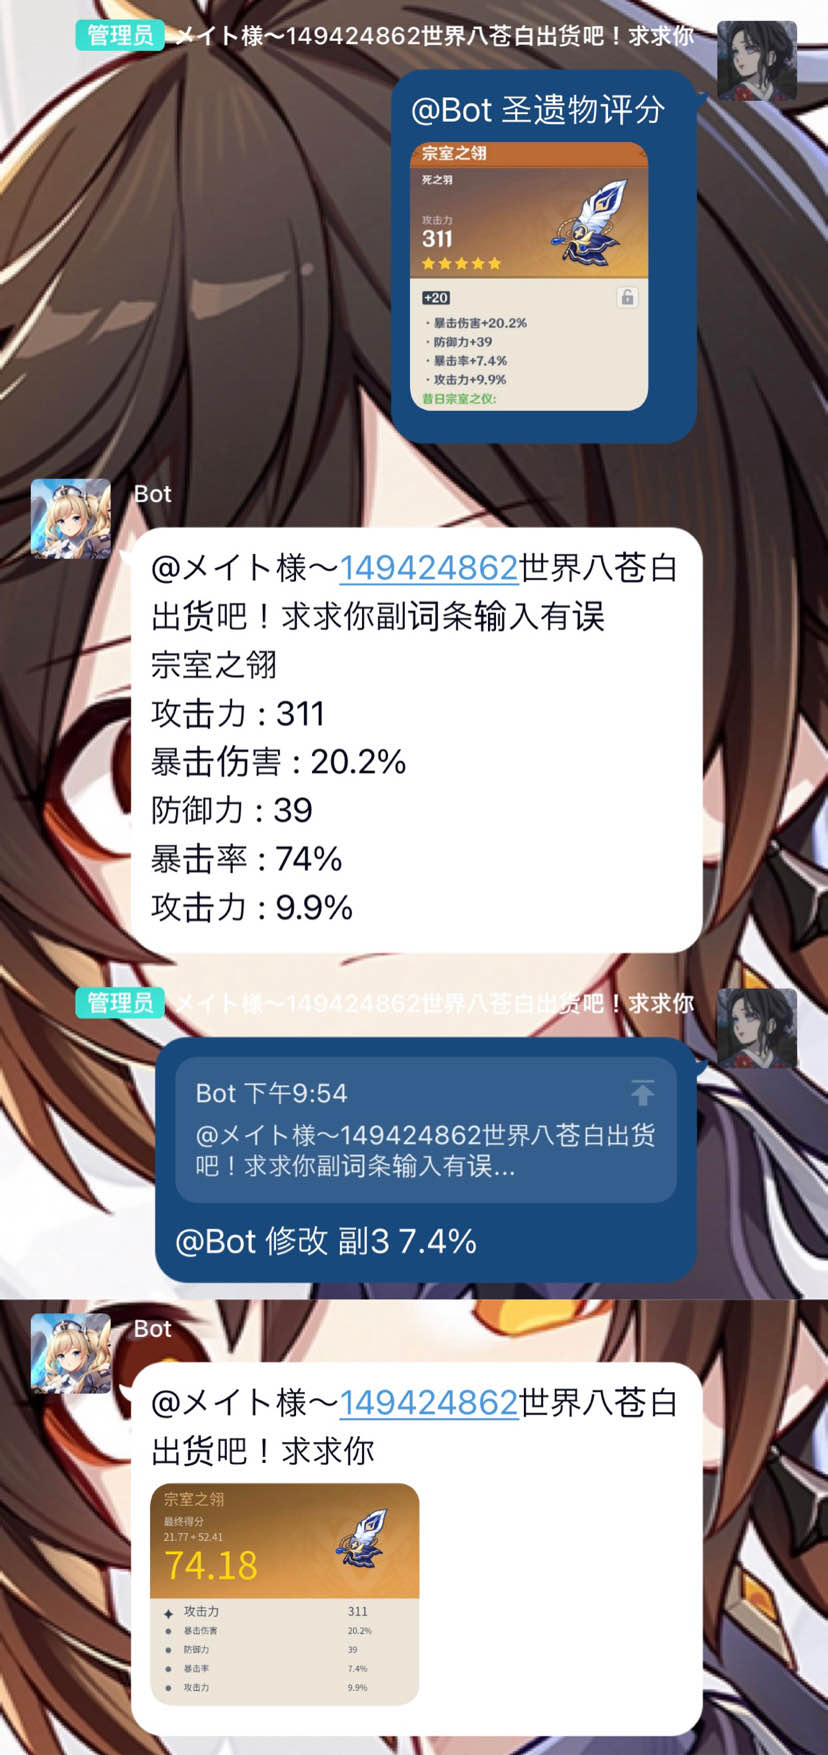 管理员 メイト様～149424862世界八苍白出货吧！求求你
@Bot 圣遗物评分
宗室之翎
死之羽
攻击力
311
+20
·暴击伤害+20.2%
·防御力+39
·暴击率+7.4%
·攻击力+9.9%
昔日宗室之仪:
Bot
@メイト様～149424862世界八苍白
出货吧！求求你副词条输入有误
宗室之翎
攻击力 : 311
暴击伤害 : 20.2%
防御力 : 39
暴击率 : 74%
攻击力 : 9.9%
管理员 メイト様～149424862世界八苍白出货吧！求求你
Bot 下午9:54
@メイト様～149424862世界八苍白出货
吧！求求你副词条输入有误...
@Bot 修改 副3 7.4%
Bot
@メイト様～149424862世界八苍白
出货吧！求求你
宗室之翎
最终得分
21.77 + 52.41
74.18
攻击力 311
暴击伤害 20.2%
防御力 39
暴击率 7.4%
攻击力 9.9%